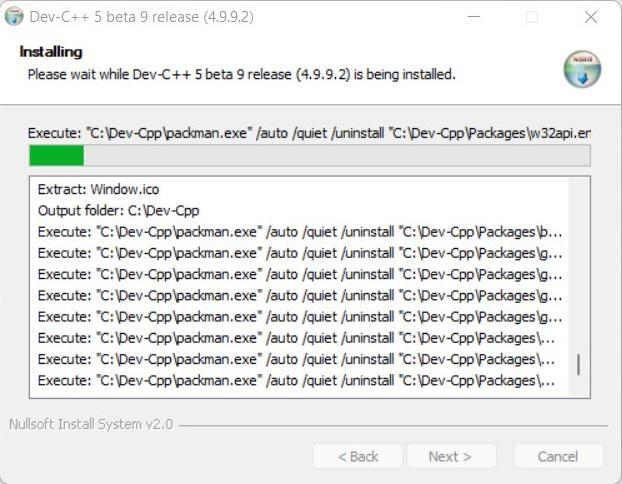 Dev-C++ 5 beta 9 release (4.9.9.2)
Installing
Please wait while Dev-C++ 5 beta 9 release (4.9.9.2) is being installed.
Execute: "C:\Dev-Cpp\packman.exe" /auto /quiet /uninstall "C:\Dev-Cpp\Packages\w32api.en
Extract: Window.ico
Output folder: C:\Dev-Cpp
Execute: "C:\Dev-Cpp\packman.exe" /auto /quiet /uninstall "C:\Dev-Cpp\Packages\b...
Execute: "C:\Dev-Cpp\packman.exe" /auto /quiet /uninstall "C:\Dev-Cpp\Packages\g...
Execute: "C:\Dev-Cpp\packman.exe" /auto /quiet /uninstall "C:\Dev-Cpp\Packages\g...
Execute: "C:\Dev-Cpp\packman.exe" /auto /quiet /uninstall "C:\Dev-Cpp\Packages\g...
Execute: "C:\Dev-Cpp\packman.exe" /auto /quiet /uninstall "C:\Dev-Cpp\Packages\g...
Execute: "C:\Dev-Cpp\packman.exe" /auto /quiet /uninstall "C:\Dev-Cpp\Packages\...
Execute: "C:\Dev-Cpp\packman.exe" /auto /quiet /uninstall "C:\Dev-Cpp\Packages\...
Execute: "C:\Dev-Cpp\packman.exe" /auto /quiet /uninstall "C:\Dev-Cpp\Packages\...
Nullsoft Install System v2.0
< Back
Next >
Cancel